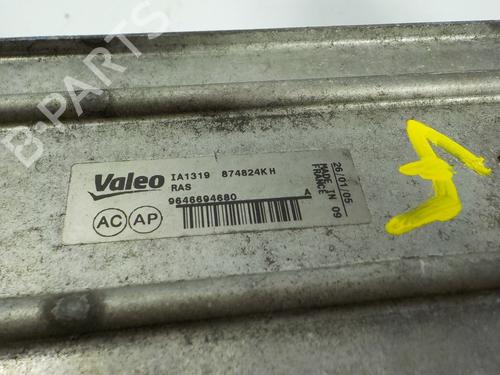 B-PARTS
Valeo
IA1319 874824KH
RAS
9646694680 A
AC AP
26/01/05
MADE IN 09
FRANCE